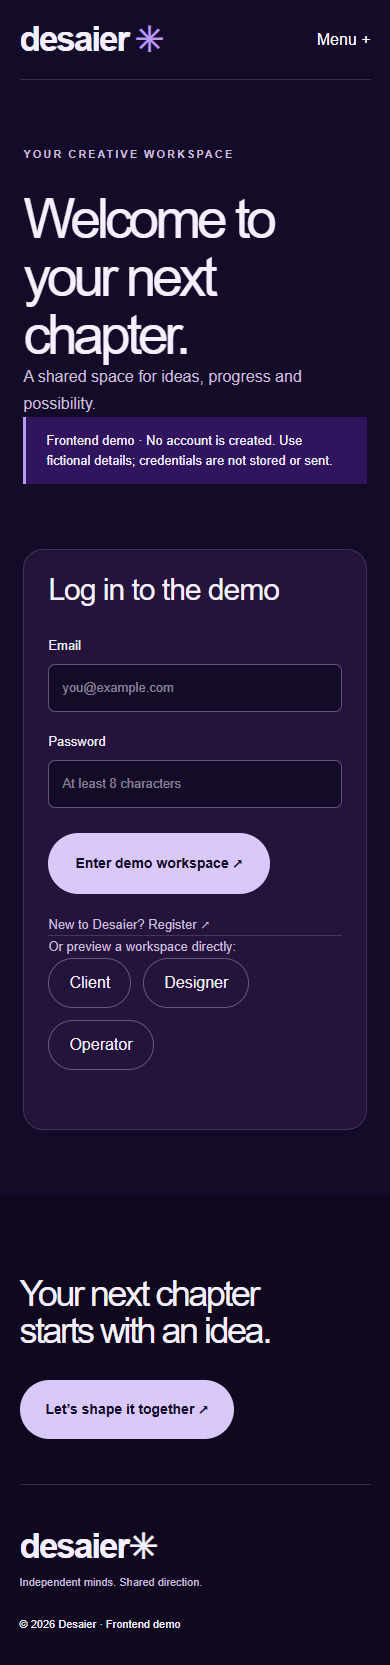 desaier ✳
Menu +
YOUR CREATIVE WORKSPACE
Welcome to
your next
chapter.
A shared space for ideas, progress and
possibility.
Frontend demo · No account is created. Use
fictional details; credentials are not stored or sent.
Log in to the demo
Email
you@example.com
Password
At least 8 characters
Enter demo workspace ↗
New to Desaier? Register ↗
Or preview a workspace directly:
Client
Designer
Operator
Your next chapter
starts with an idea.
Let’s shape it together ↗
desaier✳
Independent minds. Shared direction.
© 2026 Desaier · Frontend demo